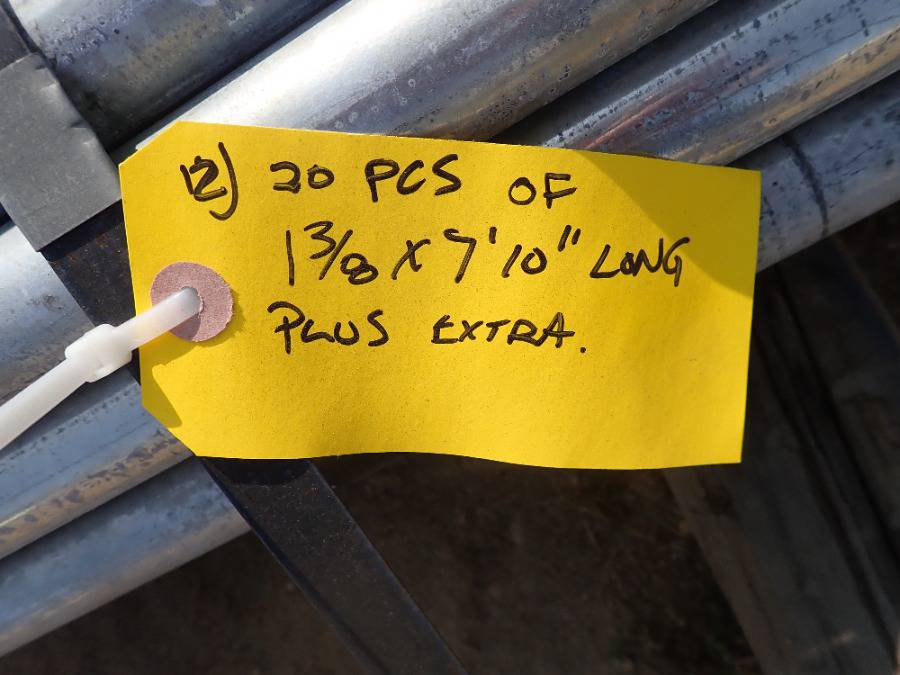 12) 20 PCS OF
1 3/8 x 7' 10" LONG
PLUS EXTRA.